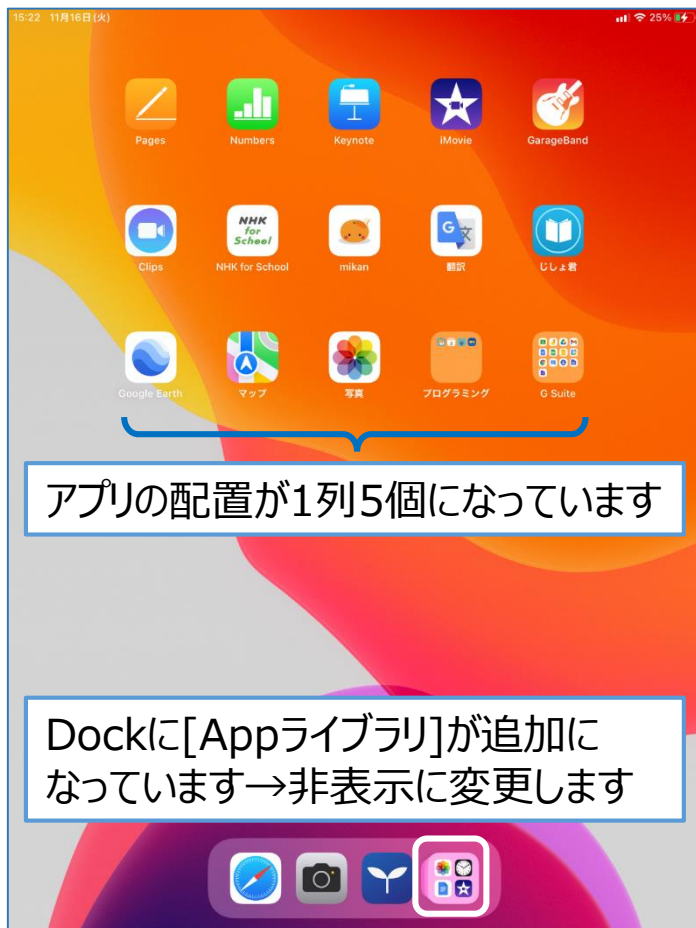 15:22 11月16日(火) 25%
Pages Numbers Keynote iMovie GarageBand
NHK
for
School
G 文
Clips NHK for School mikan 翻訳 じしょ君
Google Earth マップ 写真 プログラミング G Suite
アプリの配置が1列5個になっています
Dockに[Appライブラリ]が追加に
なっています→非表示に変更します